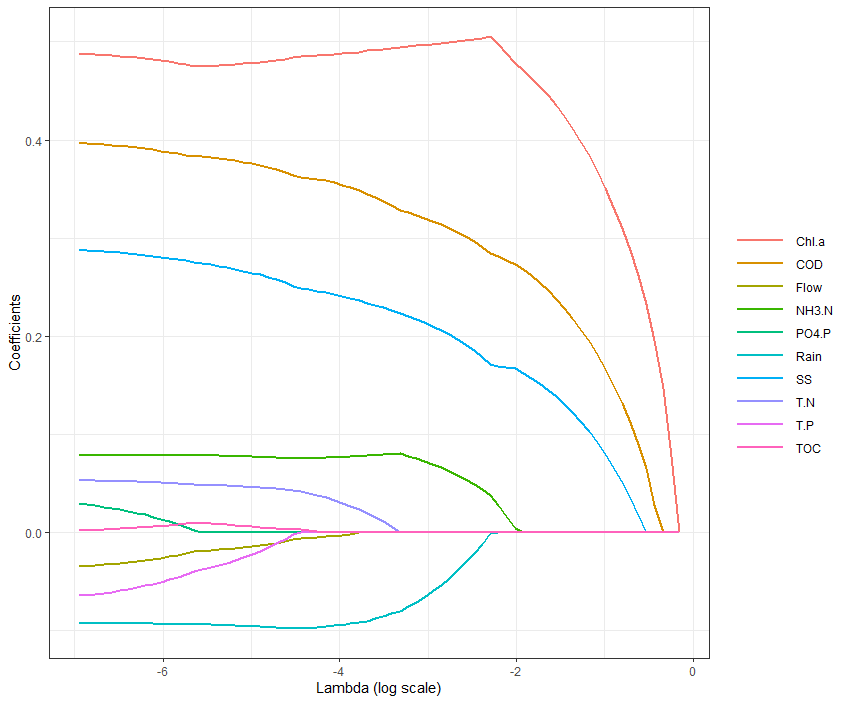 0.4
0.2
0.0
-6
-4
-2
0
Lambda (log scale)
Coefficients
Chl.a
COD
Flow
NH3.N
PO4.P
Rain
SS
T.N
T.P
TOC